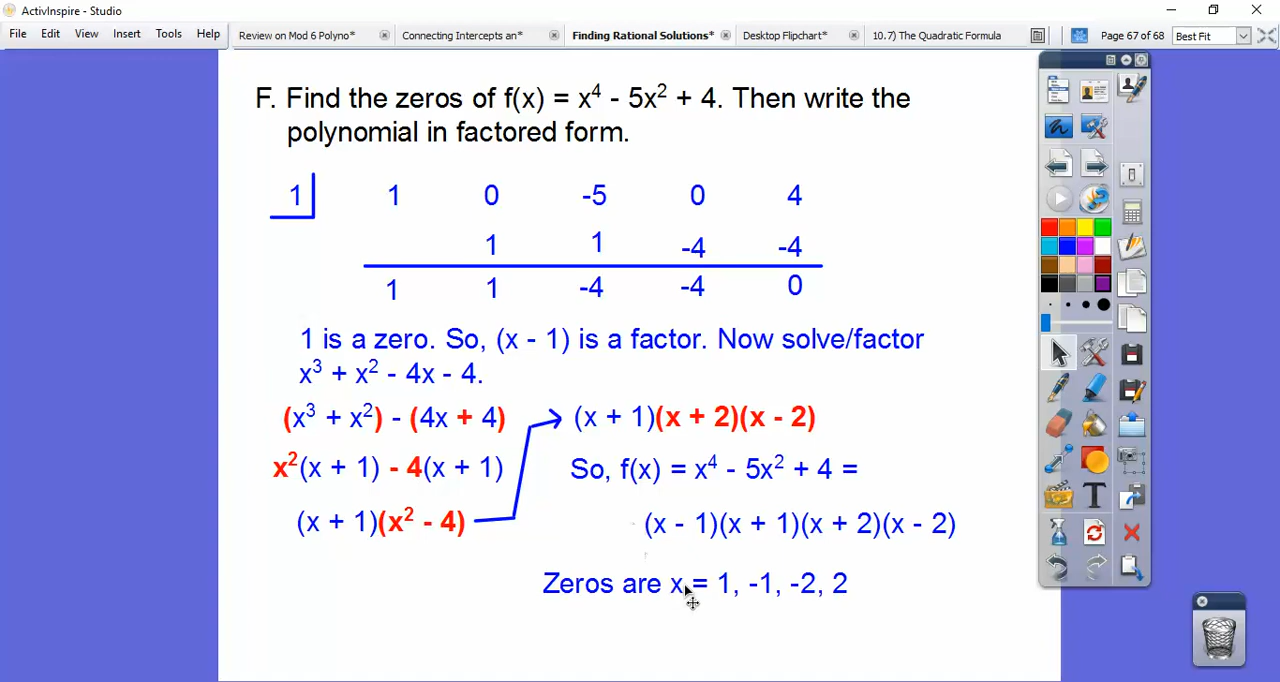 ActivInspire - Studio
File Edit View Insert Tools Help Review on Mod 6 Polyno* Connecting Intercepts an* Finding Rational Solutions* Desktop Flipchart* 10.7) The Quadratic Formula Page 67 of 68 Best Fit
F. Find the zeros of f(x) = x⁴ - 5x² + 4. Then write the
polynomial in factored form.
1 1 0 -5 0 4
1 1 -4 -4
1 1 -4 -4 0
1 is a zero. So, (x - 1) is a factor. Now solve/factor
x³ + x² - 4x - 4.
(x³ + x²) - (4x + 4)
x²(x + 1) - 4(x + 1)
(x + 1)(x² - 4)
(x + 1)(x + 2)(x - 2)
So, f(x) = x⁴ - 5x² + 4 =
(x - 1)(x + 1)(x + 2)(x - 2)
Zeros are x = 1, -1, -2, 2